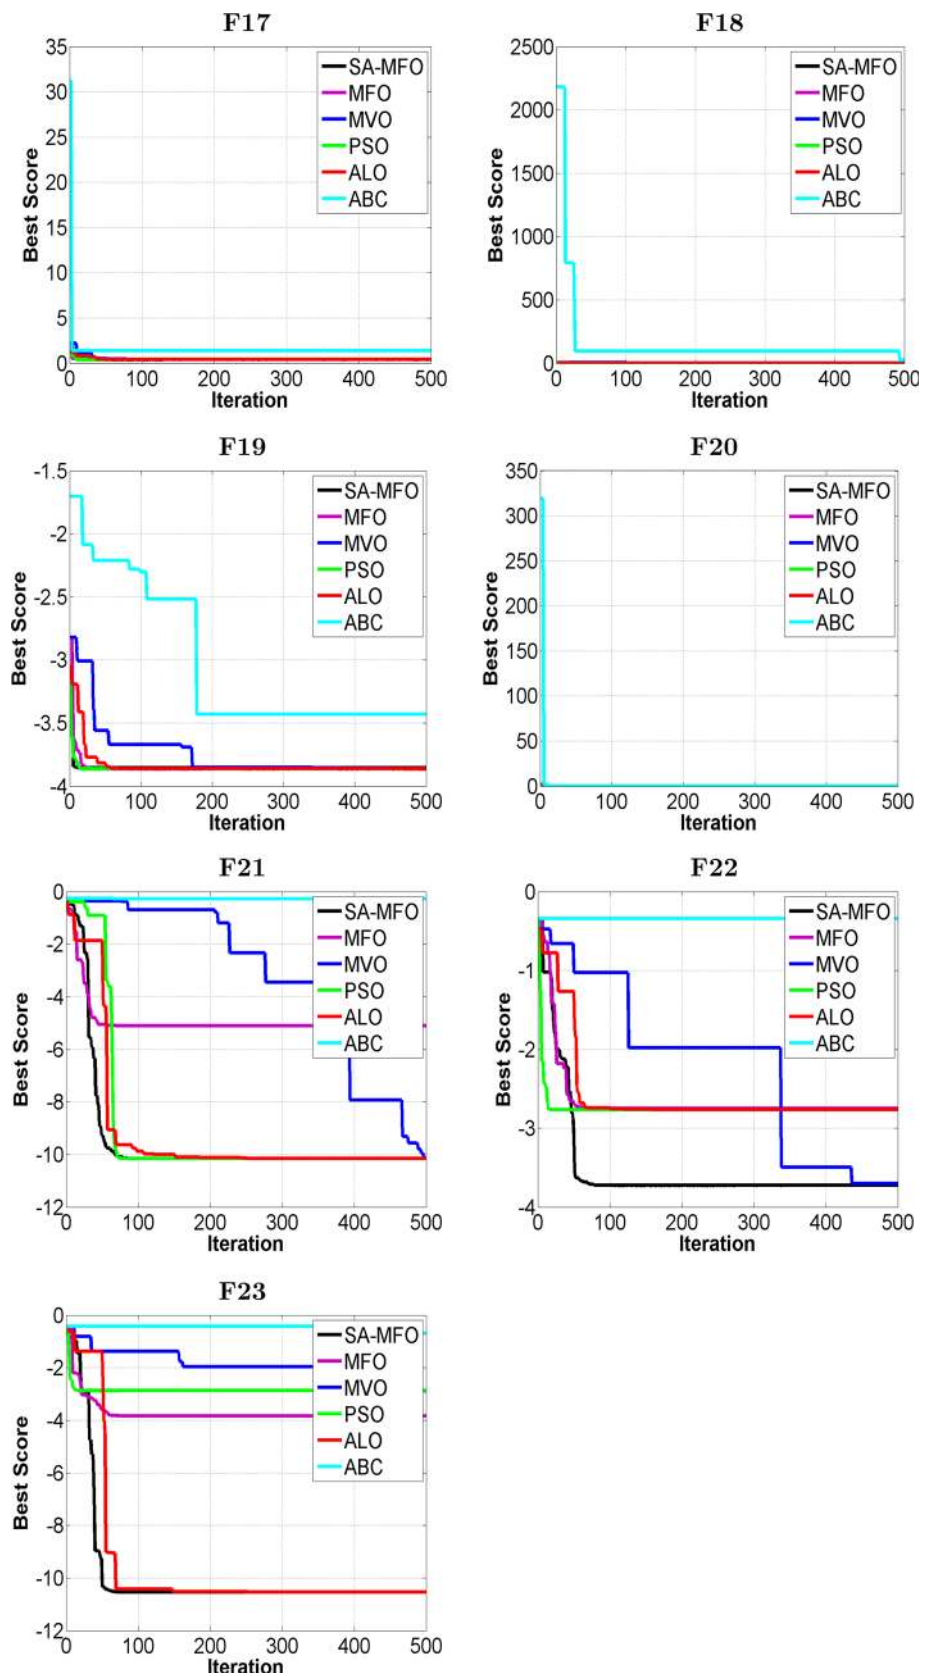 F17
35
30
25
20
15
10
5
0
Best Score
SA-MFO
MFO
MVO
PSO
ALO
ABC
0 100 200 300 400 500
Iteration
F18
2500
2000
1500
1000
500
0
Best Score
SA-MFO
MFO
MVO
PSO
ALO
ABC
0 100 200 300 400 500
Iteration
F19
-1.5
-2
-2.5
-3
-3.5
-4
Best Score
SA-MFO
MFO
MVO
PSO
ALO
ABC
0 100 200 300 400 500
Iteration
F20
350
300
250
200
150
100
50
0
Best Score
SA-MFO
MFO
MVO
PSO
ALO
ABC
0 100 200 300 400 500
Iteration
F21
0
-2
-4
-6
-8
-10
-12
Best Score
SA-MFO
MFO
MVO
PSO
ALO
ABC
0 100 200 300 400 500
Iteration
F22
0
-1
-2
-3
-4
Best Score
SA-MFO
MFO
MVO
PSO
ALO
ABC
0 100 200 300 400 500
Iteration
F23
0
-2
-4
-6
-8
-10
-12
Best Score
SA-MFO
MFO
MVO
PSO
ALO
ABC
0 100 200 300 400 500
Iteration